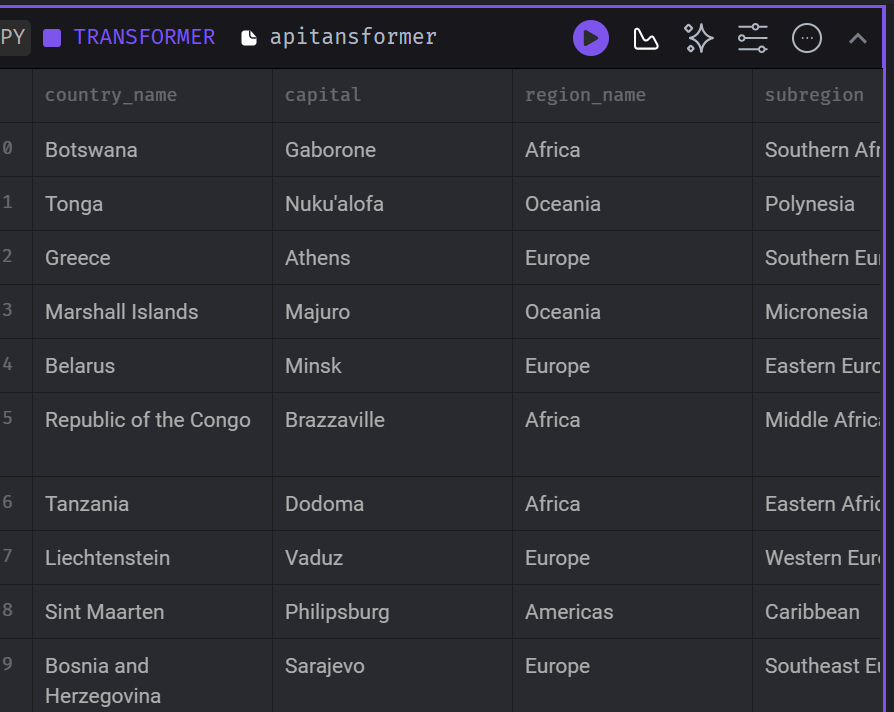 PY TRANSFORMER apitansformer
country_name capital region_name subregion
0 Botswana Gaborone Africa Southern Afr
1 Tonga Nuku'alofa Oceania Polynesia
2 Greece Athens Europe Southern Eur
3 Marshall Islands Majuro Oceania Micronesia
4 Belarus Minsk Europe Eastern Euro
5 Republic of the Congo Brazzaville Africa Middle Africa
6 Tanzania Dodoma Africa Eastern Afric
7 Liechtenstein Vaduz Europe Western Eur
8 Sint Maarten Philipsburg Americas Caribbean
9 Bosnia and Sarajevo Europe Southeast Eu
Herzegovina